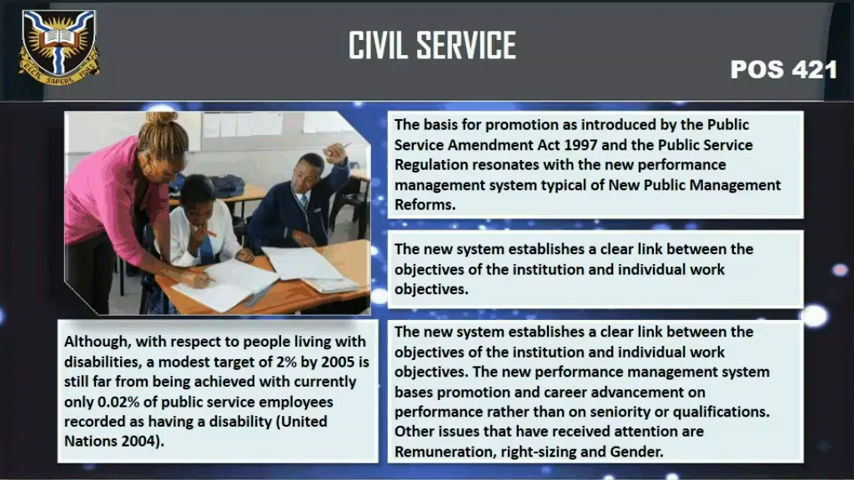 CIVIL SERVICE
POS 421
The basis for promotion as introduced by the Public
Service Amendment Act 1997 and the Public Service
Regulation resonates with the new performance
management system typical of New Public Management
Reforms.
The new system establishes a clear link between the
objectives of the institution and individual work
objectives.
Although, with respect to people living with
disabilities, a modest target of 2% by 2005 is
still far from being achieved with currently
only 0.02% of public service employees
recorded as having a disability (United
Nations 2004).
The new system establishes a clear link between the
objectives of the institution and individual work
objectives. The new performance management system
bases promotion and career advancement on
performance rather than on seniority or qualifications.
Other issues that have received attention are
Remuneration, right-sizing and Gender.